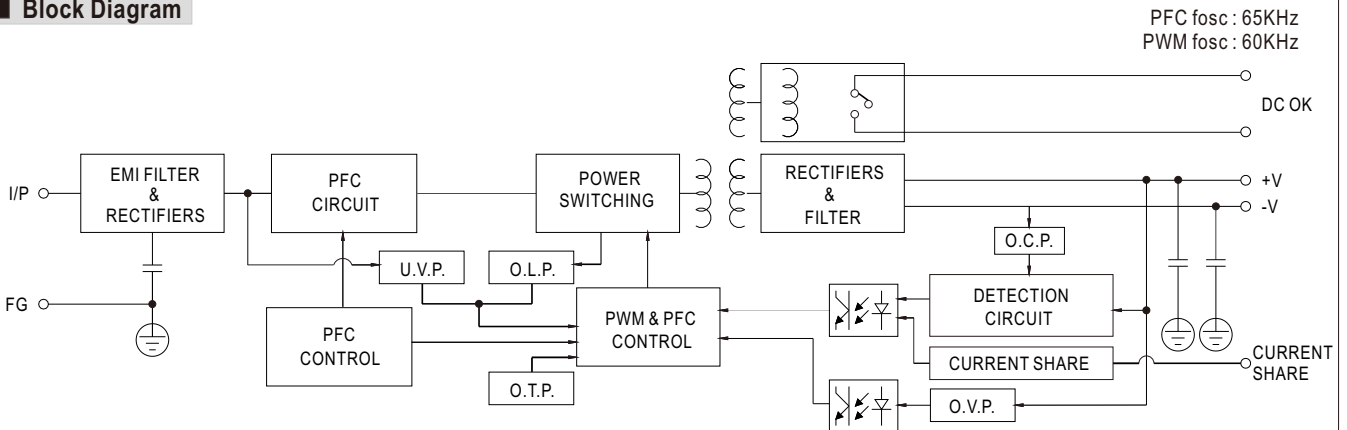 Block Diagram
PFC fosc : 65KHz
PWM fosc : 60KHz
DC OK
I/P
EMI FILTER
&
RECTIFIERS
PFC
CIRCUIT
POWER
SWITCHING
RECTIFIERS
&
FILTER
+V
-V
O.C.P.
U.V.P.
O.L.P.
FG
PFC
CONTROL
PWM & PFC
CONTROL
DETECTION
CIRCUIT
O.T.P.
CURRENT SHARE
CURRENT
SHARE
O.V.P.